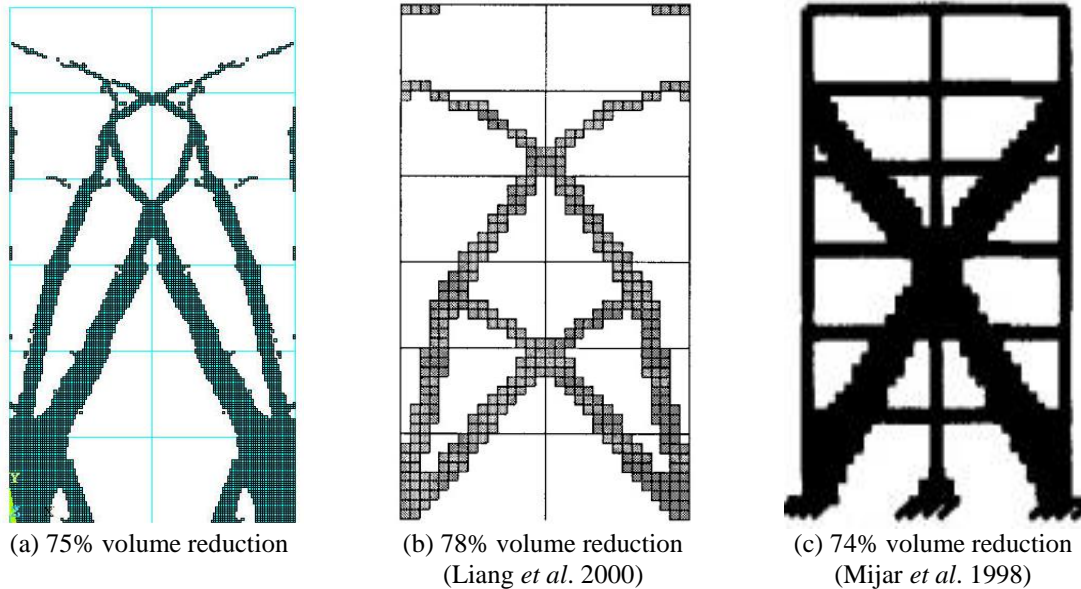 Y
(a) 75% volume reduction
(b) 78% volume reduction
(Liang et al. 2000)
(c) 74% volume reduction
(Mijar et al. 1998)